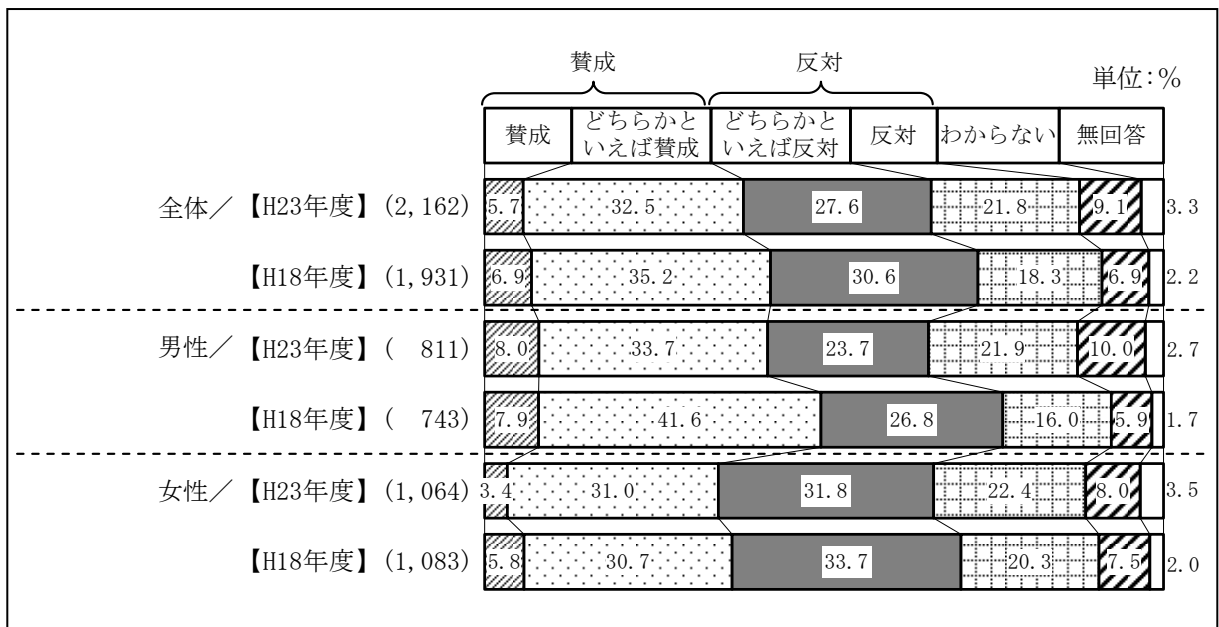 賛成 反対
単位：%
賛成 どちらかと いえば賛成 どちらかと いえば反対 反対 わからない 無回答
全体／【H23年度】(2,162) 5.7 32.5 27.6 21.8 9.1 3.3
【H18年度】(1,931) 6.9 35.2 30.6 18.3 6.9 2.2
男性／【H23年度】( 811) 8.0 33.7 23.7 21.9 10.0 2.7
【H18年度】( 743) 7.9 41.6 26.8 16.0 5.9 1.7
女性／【H23年度】(1,064) 3.4 31.0 31.8 22.4 8.0 3.5
【H18年度】(1,083) 5.8 30.7 33.7 20.3 7.5 2.0